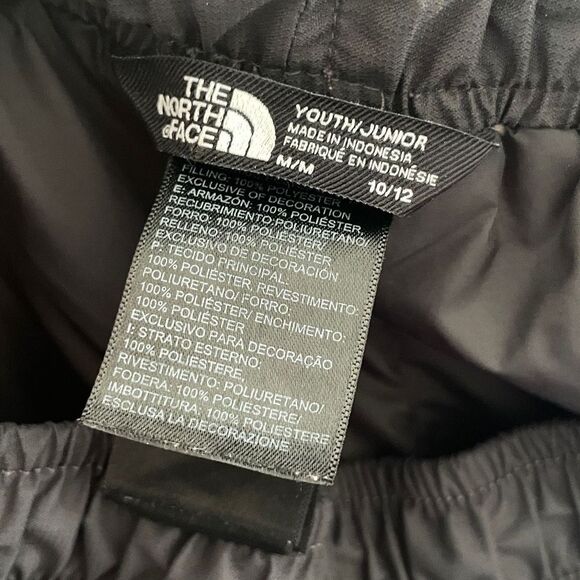 THE
NORTH
FACE
YOUTH/JUNIOR
MADE IN INDONESIA
FABRIQUÉ EN INDONÉSIE
M/M
10/12
FILLING: 100% POLYESTER
EXCLUSIVE OF DECORATION
E: ARMAZÓN: 100% POLIÉSTER
RECUBRIMIENTO: POLIURETANO/
FORRO: 100% POLIÉSTER/
RELLENO: 100% POLIÉSTER
EXCLUSIVO DE DECORACIÓN
P: TECIDO PRINCIPAL:
100% POLIÉSTER, REVESTIMENTO:
POLIURETANO/ FORRO:
100% POLIÉSTER/ ENCHIMENTO:
100% POLIÉSTER
EXCLUSIVO PARA DECORAÇÃO
I: STRATO ESTERNO:
100% POLIESTERE,
RIVESTIMENTO: POLIURETANO/
FODERA: 100% POLIESTERE/
IMBOTTITURA: 100% POLIESTERE
ESCLUSA LA DECORAZIONE